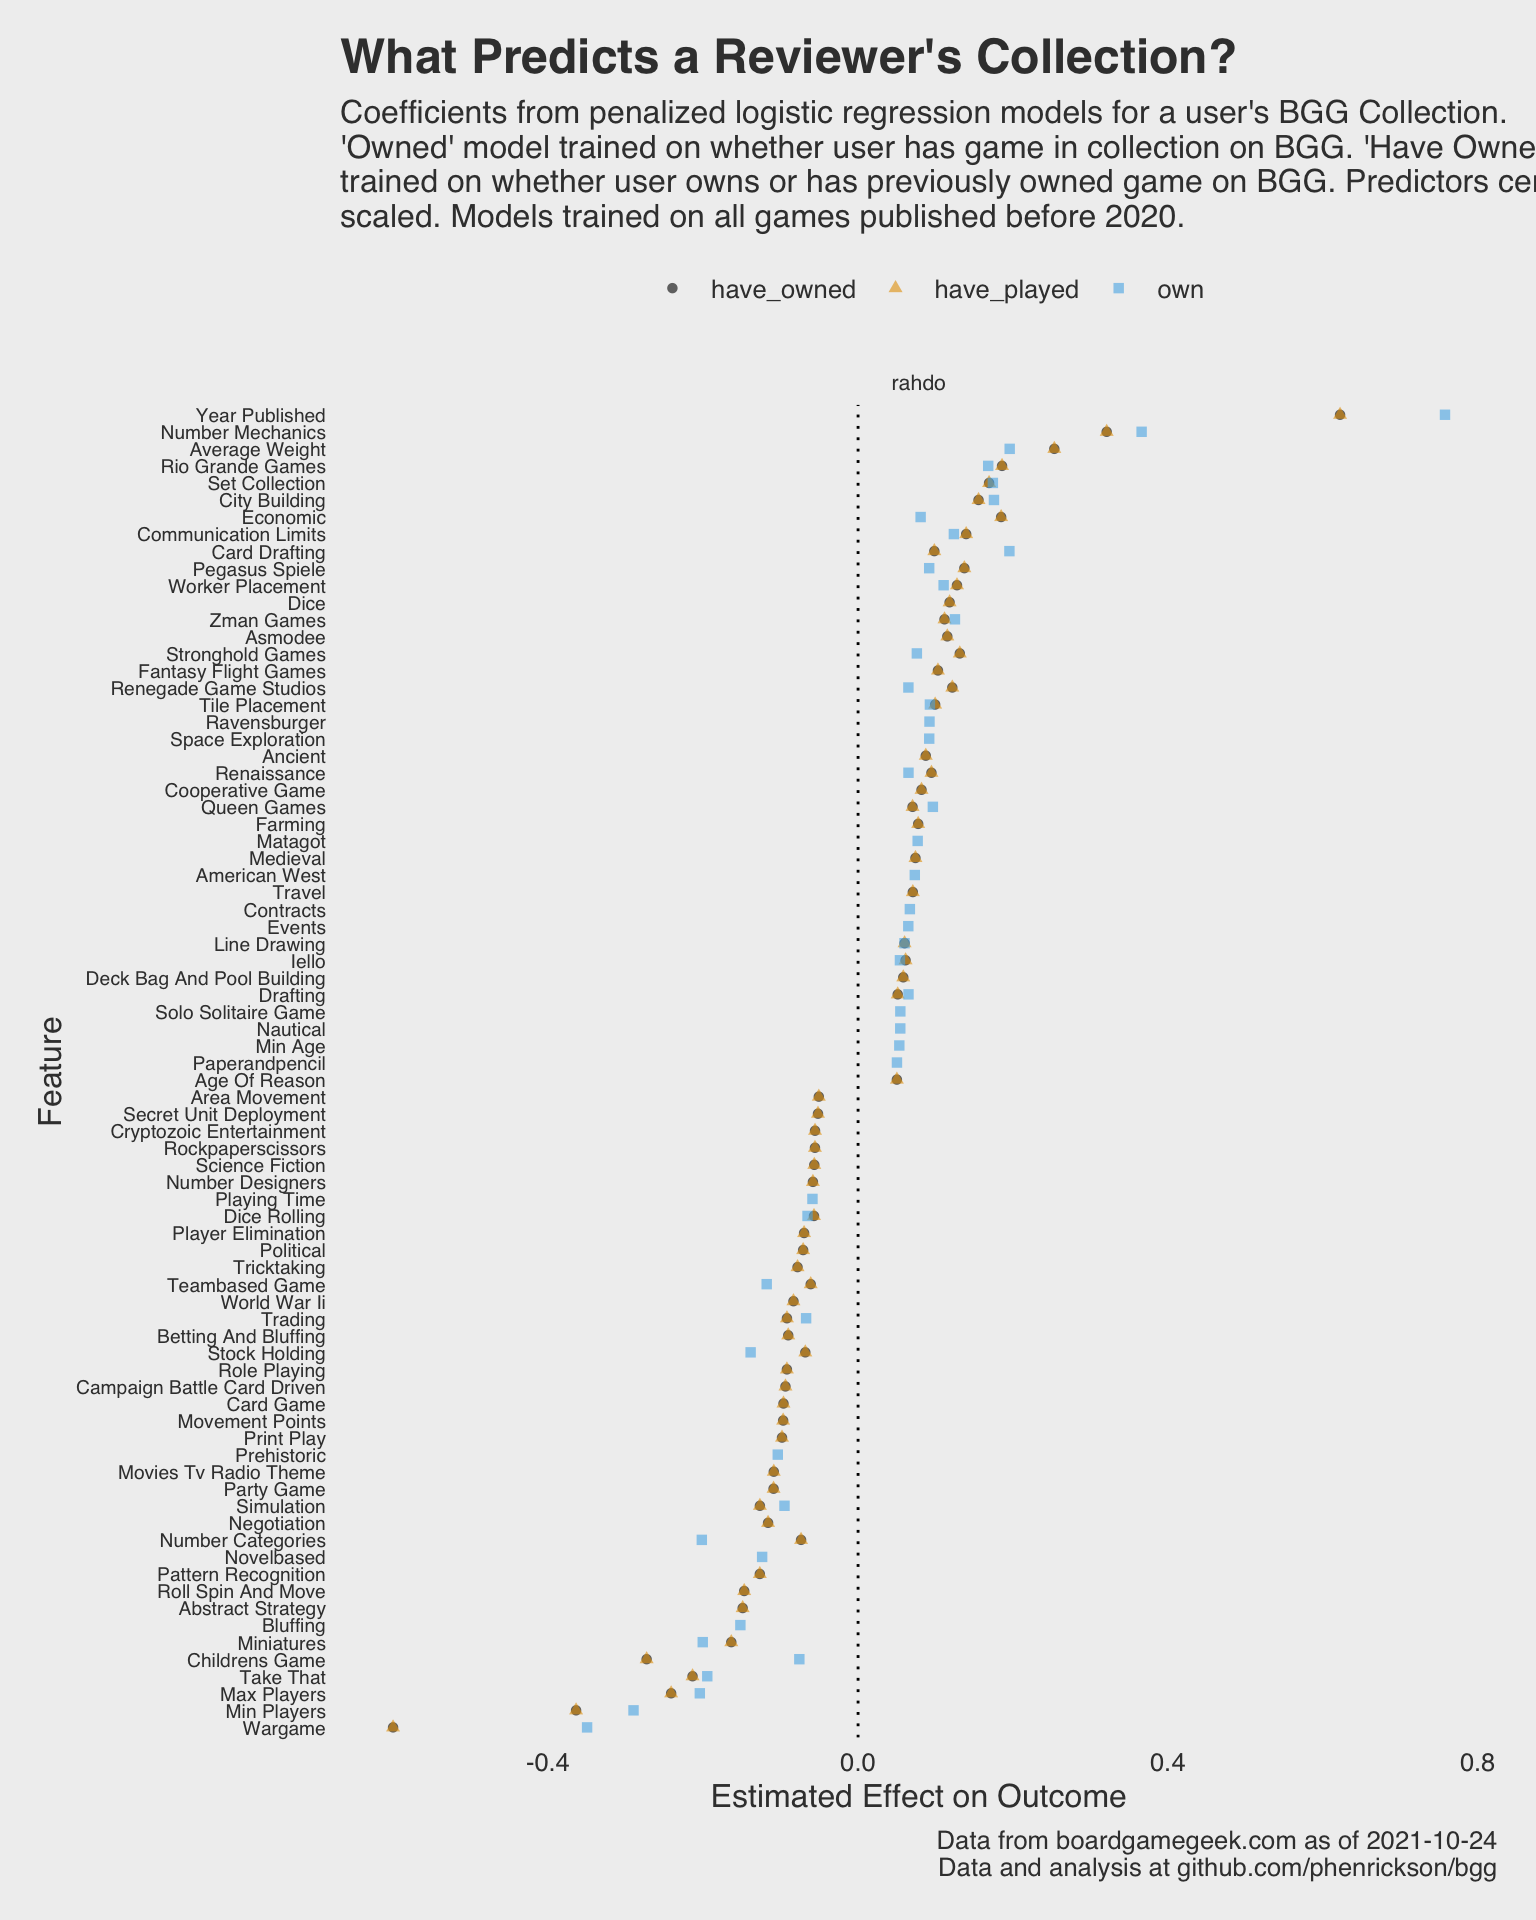 What Predicts a Reviewer's Collection?
Coefficients from penalized logistic regression models for a user's BGG Collection.
'Owned' model trained on whether user has game in collection on BGG. 'Have Owne
trained on whether user owns or has previously owned game on BGG. Predictors cer
scaled. Models trained on all games published before 2020.
have_owned have_played own
rahdo
Year Published
Number Mechanics
Average Weight
Rio Grande Games
Set Collection
City Building
Economic
Communication Limits
Card Drafting
Pegasus Spiele
Worker Placement
Dice
Zman Games
Asmodee
Stronghold Games
Fantasy Flight Games
Renegade Game Studios
Tile Placement
Ravensburger
Space Exploration
Ancient
Renaissance
Cooperative Game
Queen Games
Farming
Matagot
Medieval
American West
Travel
Contracts
Events
Line Drawing
Iello
Deck Bag And Pool Building
Drafting
Solo Solitaire Game
Nautical
Min Age
Paperandpencil
Age Of Reason
Area Movement
Secret Unit Deployment
Cryptozoic Entertainment
Rockpaperscissors
Science Fiction
Number Designers
Playing Time
Dice Rolling
Player Elimination
Political
Tricktaking
Teambased Game
World War Ii
Trading
Betting And Bluffing
Stock Holding
Role Playing
Campaign Battle Card Driven
Card Game
Movement Points
Print Play
Prehistoric
Movies Tv Radio Theme
Party Game
Simulation
Negotiation
Number Categories
Novelbased
Pattern Recognition
Roll Spin And Move
Abstract Strategy
Bluffing
Miniatures
Childrens Game
Take That
Max Players
Min Players
Wargame
Feature
-0.4 0.0 0.4 0.8
Estimated Effect on Outcome
Data from boardgamegeek.com as of 2021-10-24
Data and analysis at github.com/phenrickson/bgg